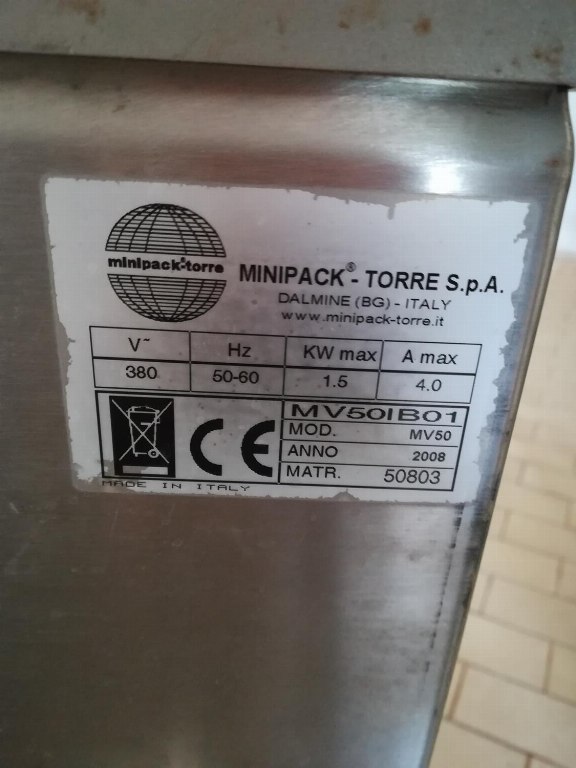 minipack-torre
MINIPACK® - TORRE S.p.A.
DALMINE (BG) - ITALY
www.minipack-torre.it
V~ Hz KW max A max
380 50-60 1.5 4.0
MV50IB01
CE
MOD. MV50
ANNO 2008
MATR. 50803
MADE IN ITALY